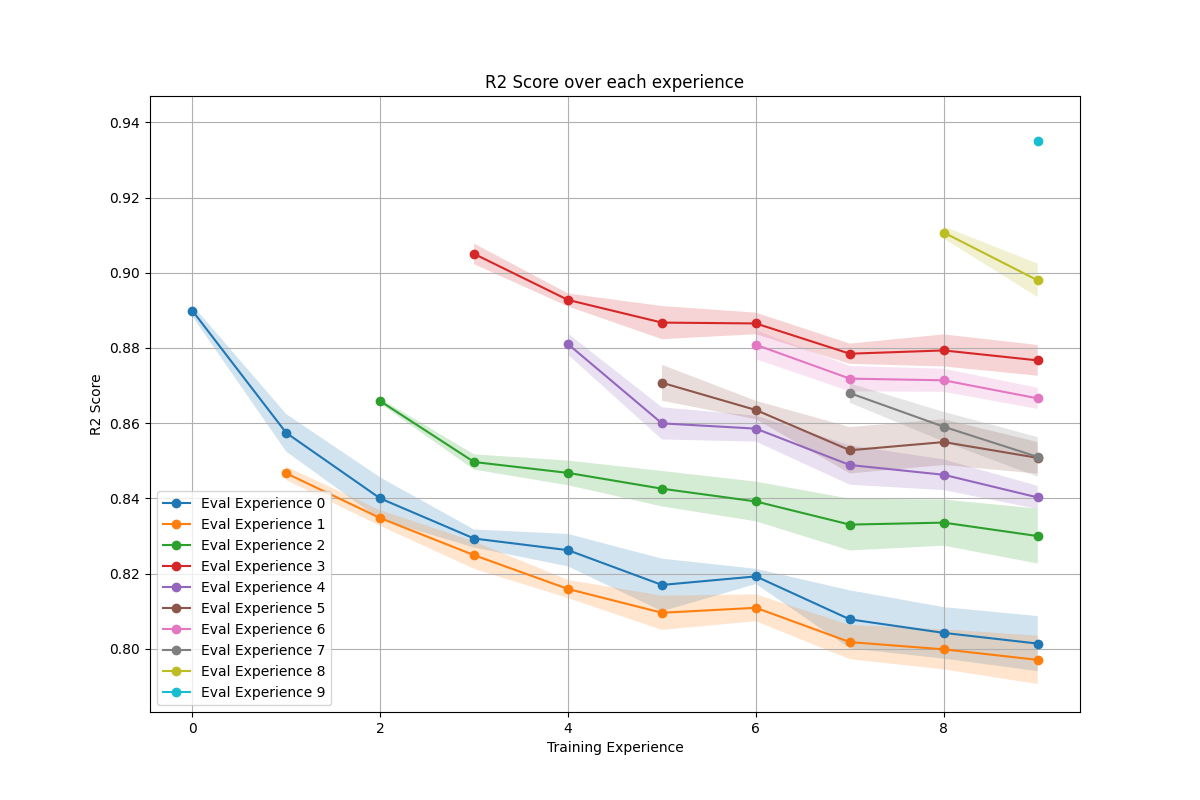 R2 Score over each experience
R2 Score
0.94
0.92
0.90
0.88
0.86
0.84
0.82
0.80
Eval Experience 0
Eval Experience 1
Eval Experience 2
Eval Experience 3
Eval Experience 4
Eval Experience 5
Eval Experience 6
Eval Experience 7
Eval Experience 8
Eval Experience 9
0 2 4 6 8
Training Experience